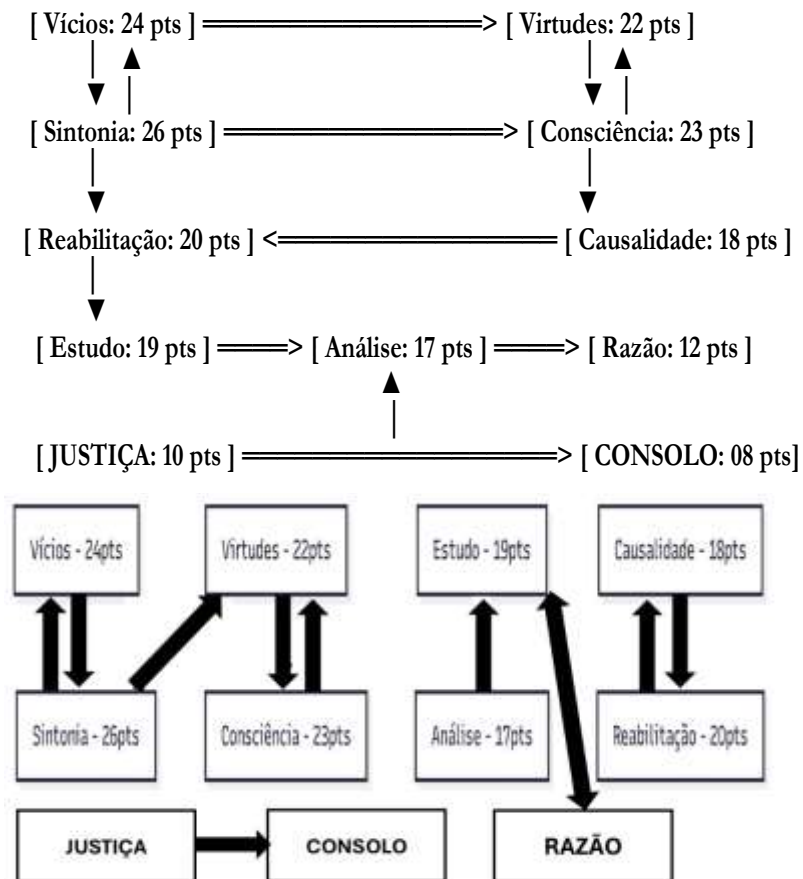 [ Vícios: 24 pts ] ══════════════> [ Virtudes: 22 pts ]
[ Sintonia: 26 pts ] ═══════════════> [ Consciência: 23 pts ]
[ Reabilitação: 20 pts ] <═══════════════ [ Causalidade: 18 pts ]
[ Estudo: 19 pts ] ════> [ Análise: 17 pts ] ════> [ Razão: 12 pts ]
[ JUSTIÇA: 10 pts ] ═════════════════> [ CONSOLO: 08 pts]
Vícios - 24pts Virtudes - 22pts Estudo - 19pts Causalidade - 18pts
Sintonia - 26pts Consciência - 23pts Análise - 17pts Reabilitação - 20pts
JUSTIÇA CONSOLO RAZÃO